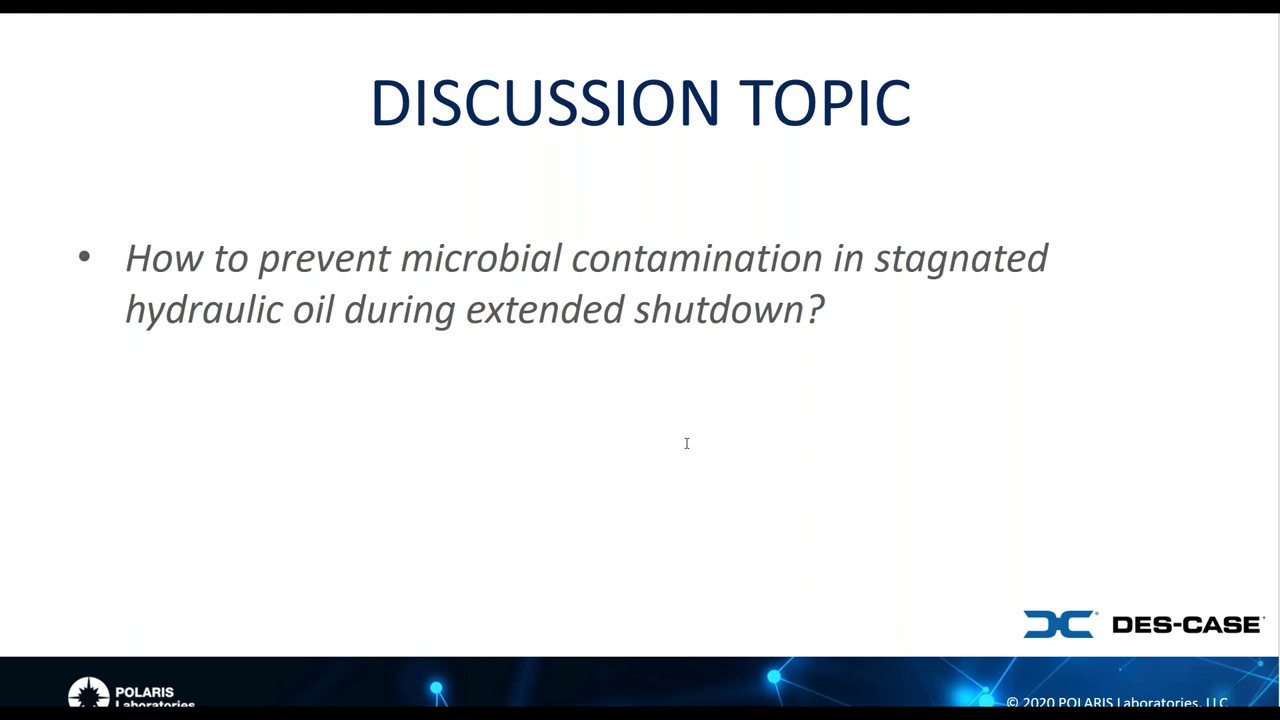 DISCUSSION TOPIC
• How to prevent microbial contamination in stagnated
hydraulic oil during extended shutdown?
DES-CASE®
POLARIS
Laboratories
© 2020 POLARIS Laboratories, LLC